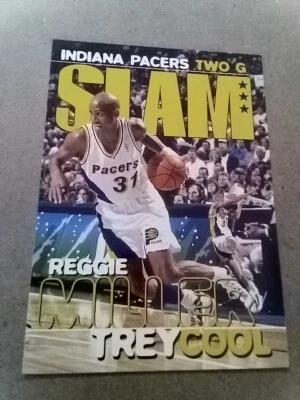 INDIANA PACERS TWO G
SLAM
Pacers
31
REGGIE
MILLER
TREYCOOL